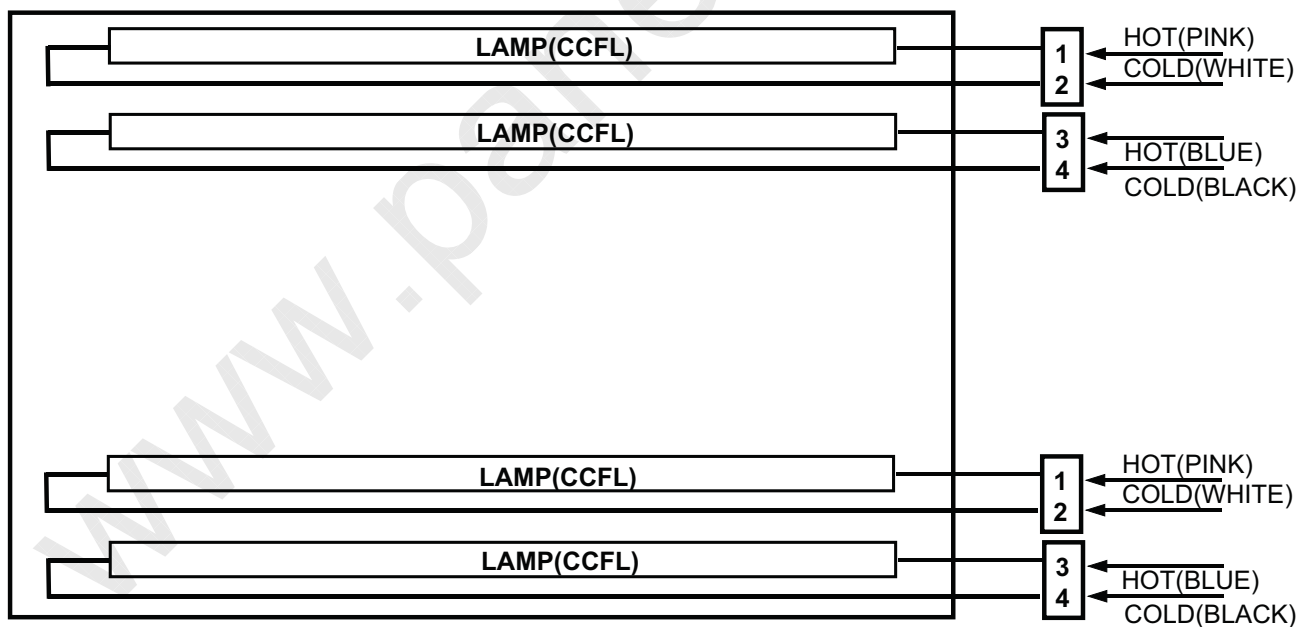 LAMP(CCFL) 1 HOT(PINK)
2 COLD(WHITE)
LAMP(CCFL) 3
4 HOT(BLUE)
COLD(BLACK)
LAMP(CCFL) 1 HOT(PINK)
2 COLD(WHITE)
LAMP(CCFL) 3
4 HOT(BLUE)
COLD(BLACK)
www.pane